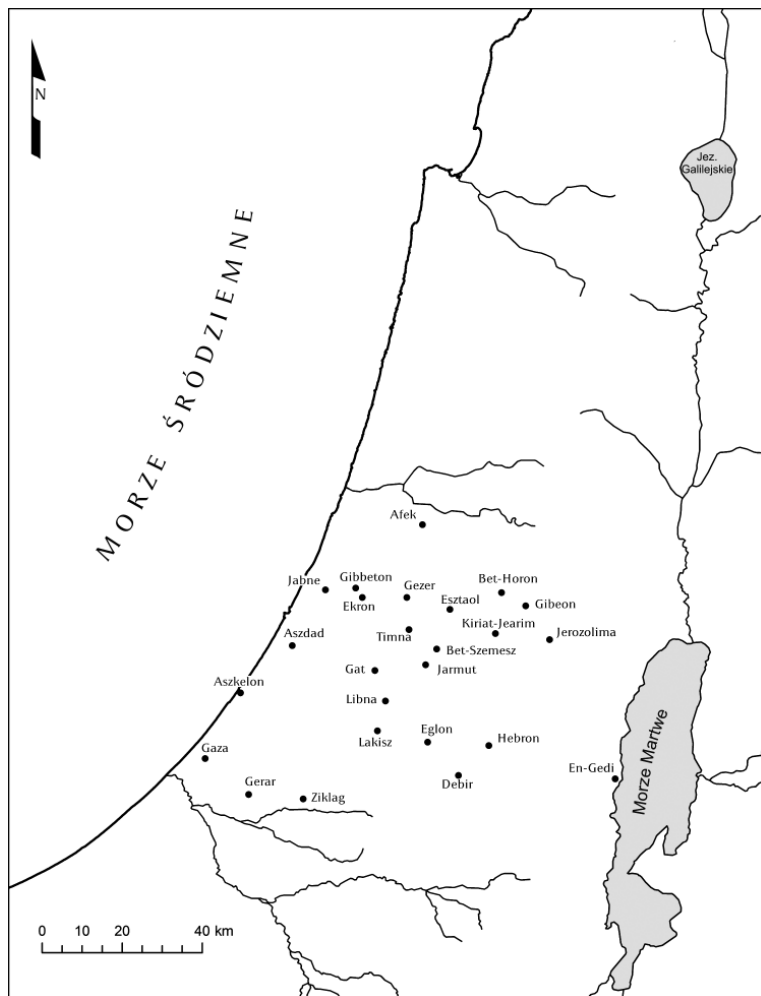 N
Jez.
Galilejskie
MORZE ŚRÓDZIEMNE
Afek
Jabne
Gibbeton
Ekron
Gezer
Esztaol
Bet-Horon
Gibeon
Timna
Kiriat-Jearim
Jerozolima
Aszdad
Bet-Szemesz
Gat
Jarmut
Aszkelon
Libna
Lakisz
Eglon
Hebron
Gaza
Debir
En-Gedi
Gerar
Ziklag
Morze Martwe
0 20 40 km